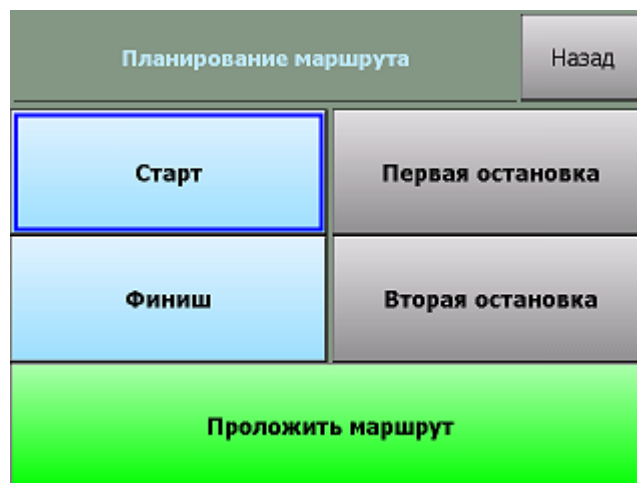 Планирование маршрута
Назад
Старт
Первая остановка
Финиш
Вторая остановка
Проложить маршрут